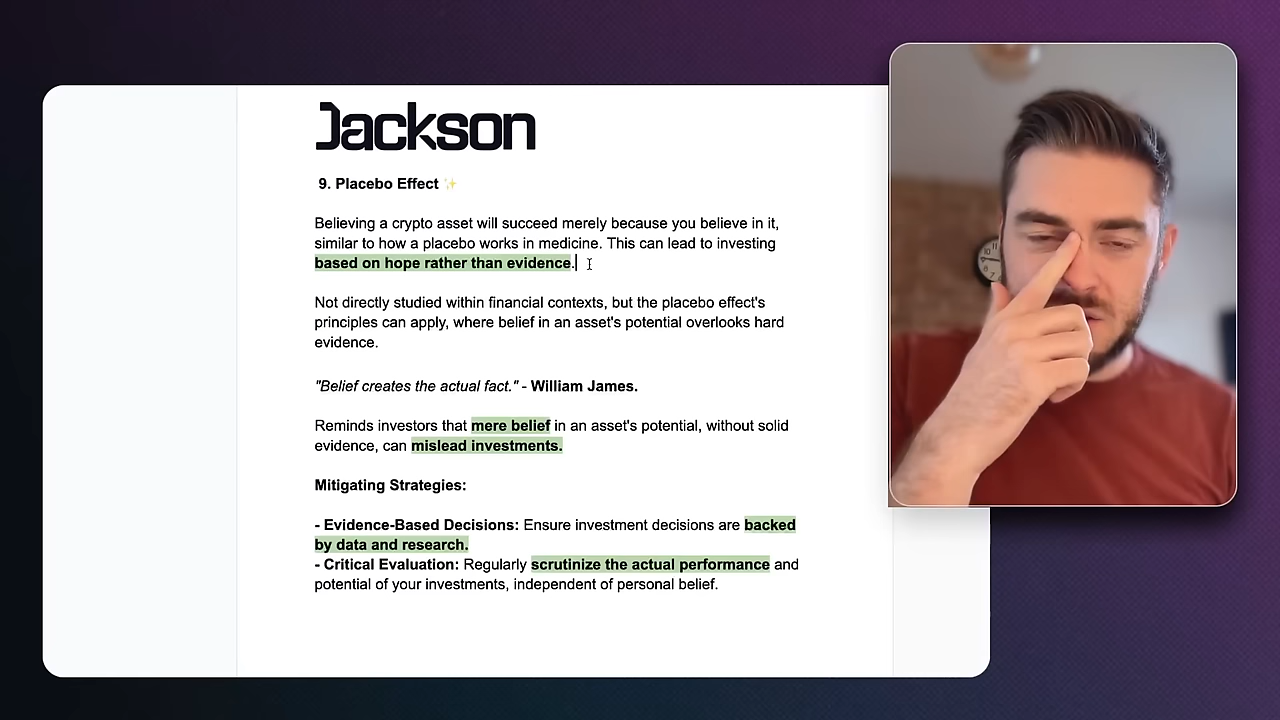 Jackson
9. Placebo Effect ✨
Believing a crypto asset will succeed merely because you believe in it,
similar to how a placebo works in medicine. This can lead to investing
based on hope rather than evidence.
Not directly studied within financial contexts, but the placebo effect's
principles can apply, where belief in an asset's potential overlooks hard
evidence.
"Belief creates the actual fact." - William James.
Reminds investors that mere belief in an asset's potential, without solid
evidence, can mislead investments.
Mitigating Strategies:
- Evidence-Based Decisions: Ensure investment decisions are backed
by data and research.
- Critical Evaluation: Regularly scrutinize the actual performance and
potential of your investments, independent of personal belief.